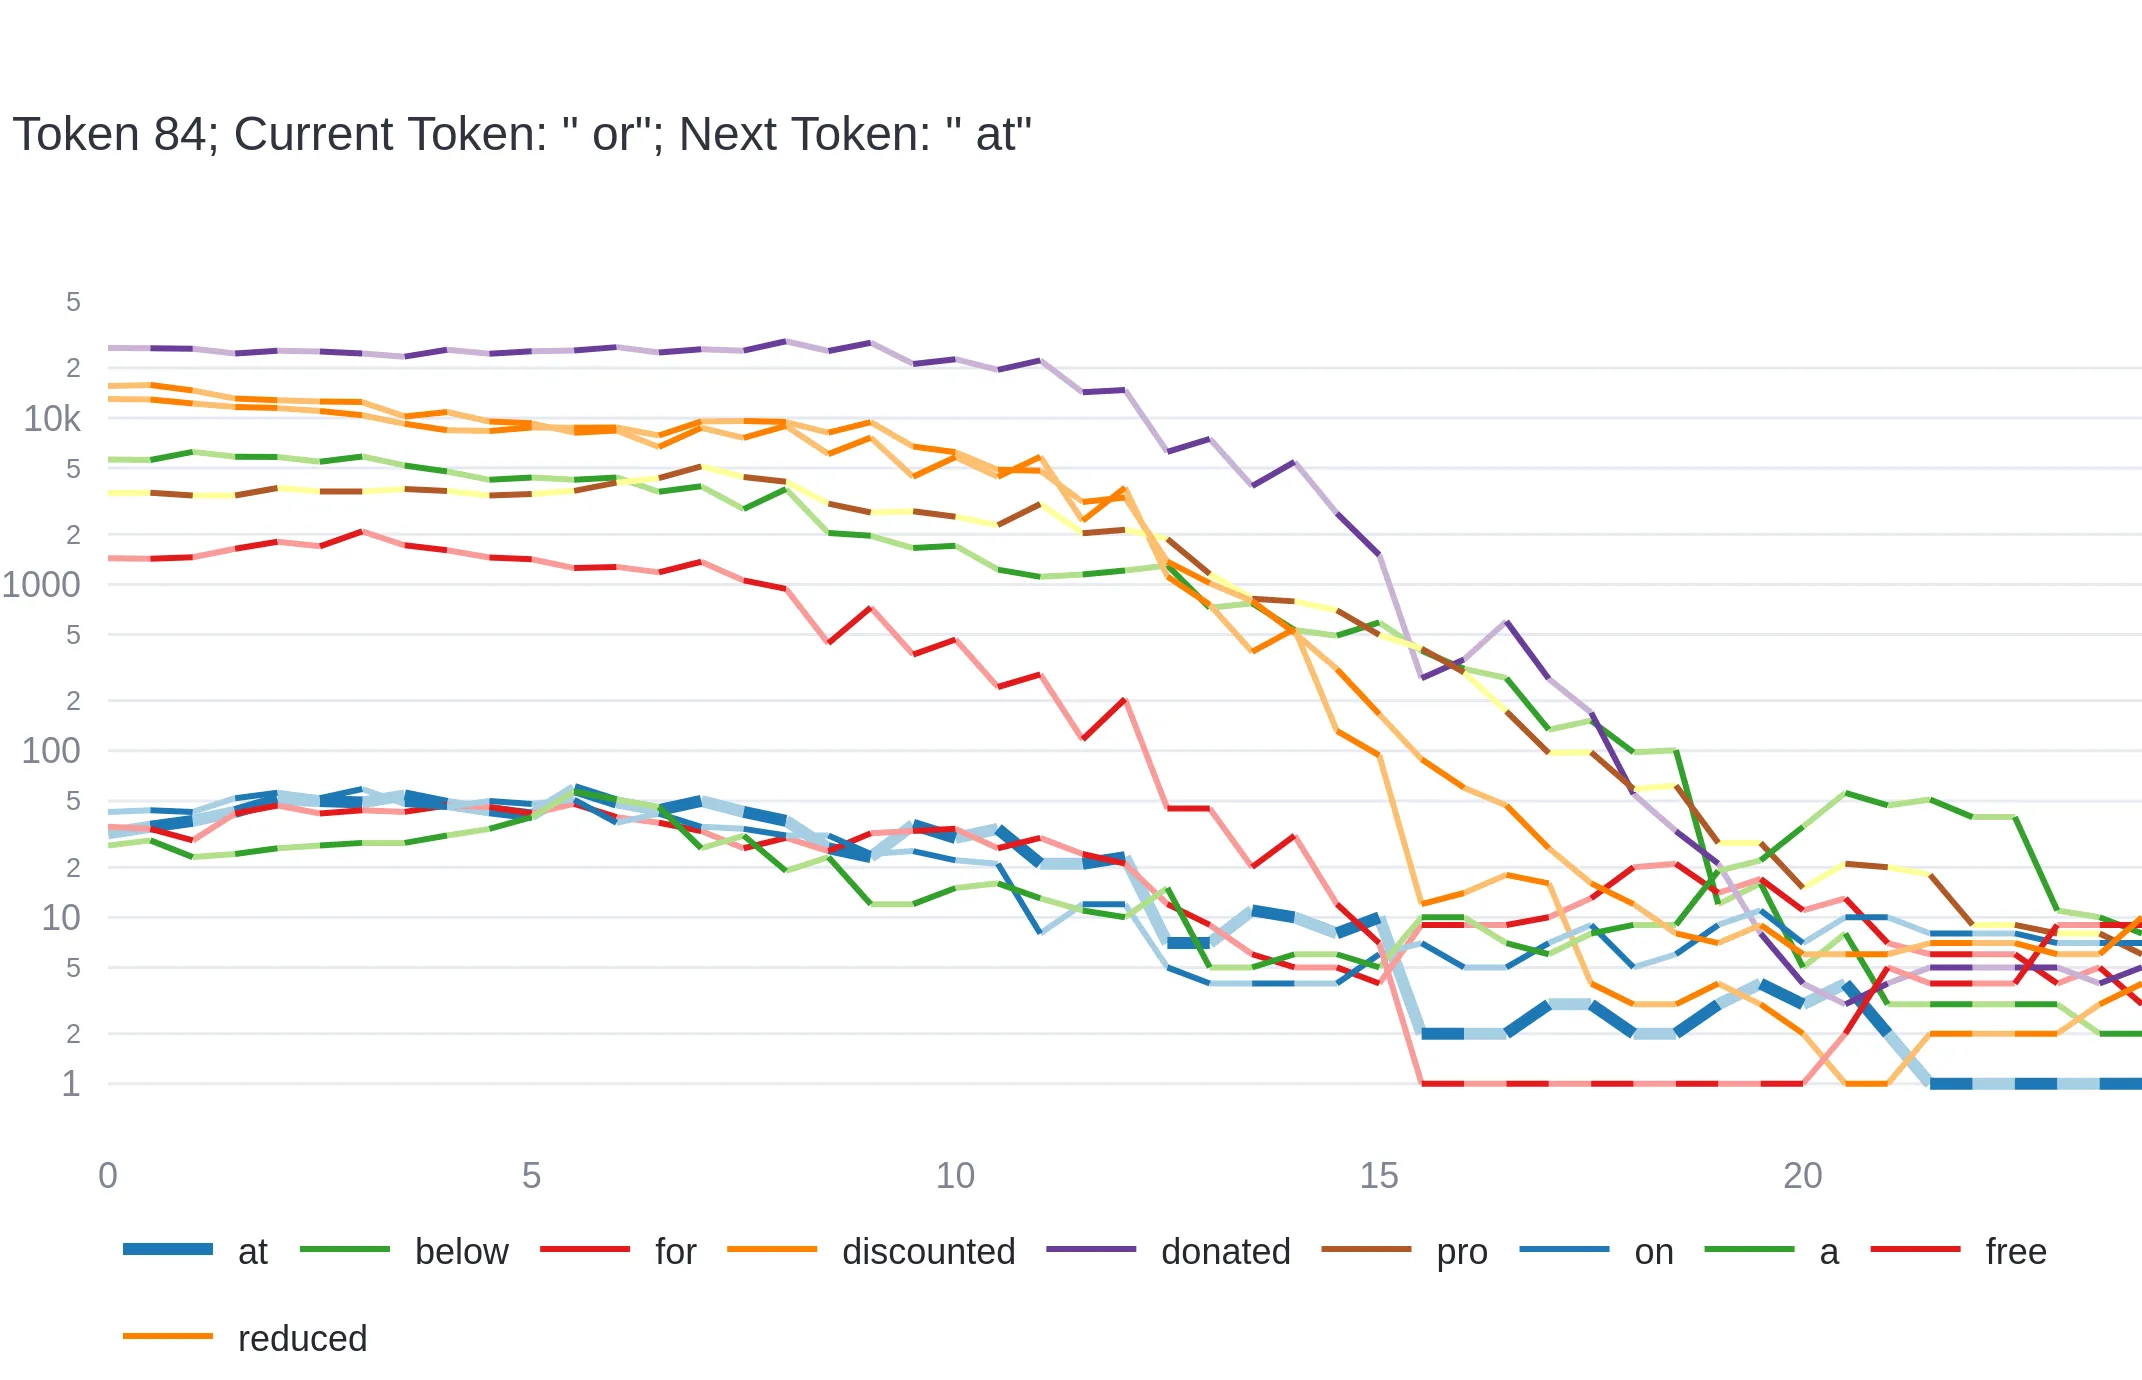 Token 84; Current Token: " or"; Next Token: " at"
5
2
10k
5
2
1000
5
2
100
5
2
10
5
2
1
0 5 10 15 20
at below for discounted donated pro on a free
reduced